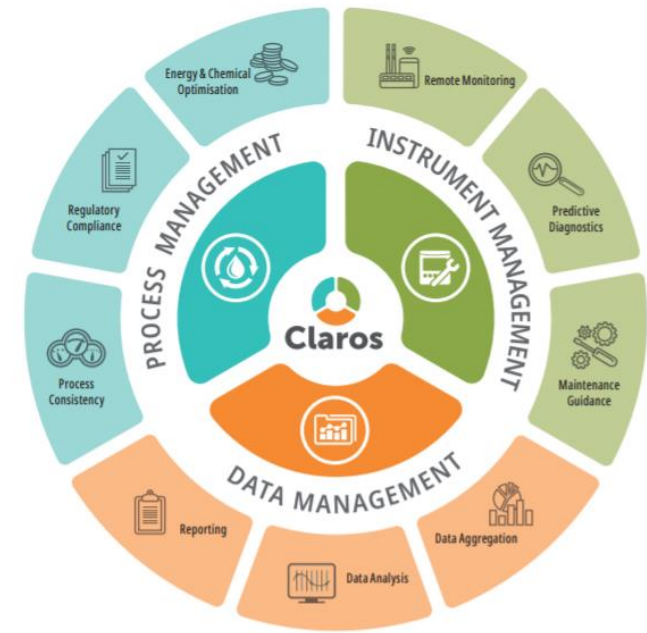 Energy & Chemical
Optimisation
Remote Monitoring
Regulatory
Compliance
PROCESS MANAGEMENT
INSTRUMENT MANAGEMENT
Predictive
Diagnostics
Claros
Process
Consistency
Maintenance
Guidance
DATA MANAGEMENT
Reporting
Data Analysis
Data Aggregation